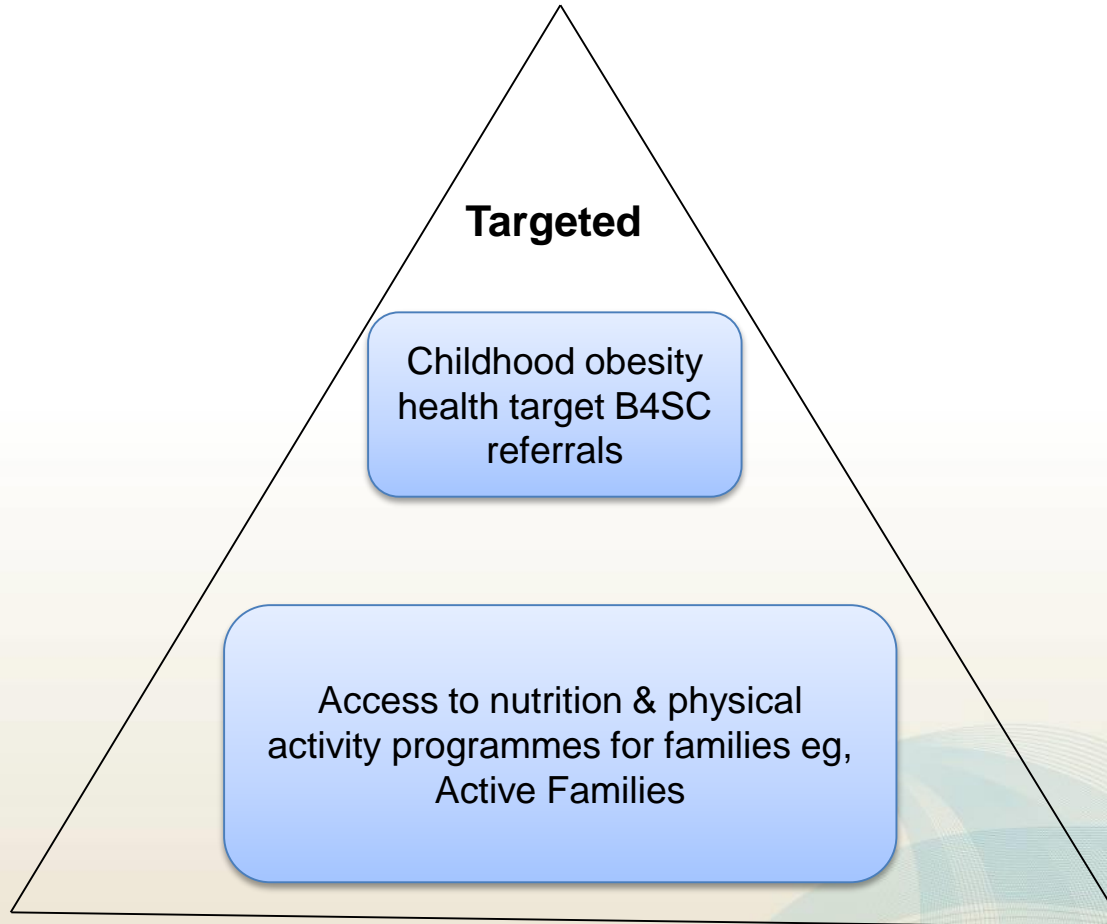 Targeted
Childhood obesity
health target B4SC
referrals
Access to nutrition & physical
activity programmes for families eg,
Active Families